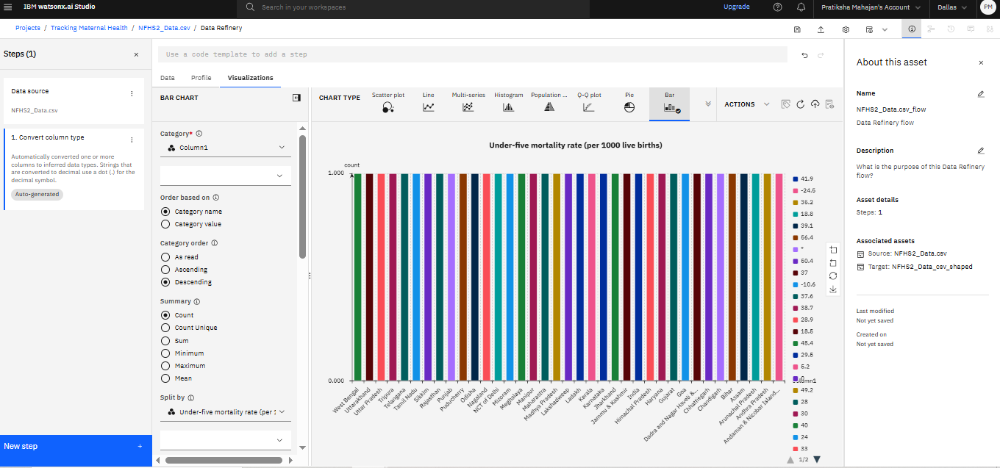 IBM watsonx.ai Studio
Search in your workspaces
Upgrade
Pratiksha Mahajan's Account
Dallas
PM
Projects / Tracking Maternal Health / NFHS2_Data.csv / Data Refinery
Steps (1)
Data source
NFHS2_Data.csv
1. Convert column type
Automatically converted one or more
columns to inferred data types. Strings that
are converted to decimal use a dot (.) for the
decimal symbol.
Auto-generated
New step
+
Use a code template to add a step
Data
Profile
Visualizations
BAR CHART
Category*
Column1
Order based on
Category name
Category value
Category order
As read
Ascending
Descending
Summary
Count
Count Unique
Sum
Minimum
Maximum
Mean
Split by
Under-five mortality rate (per 1
CHART TYPE
Scatter plot
Line
Multi-series
Histogram
Population ...
Q-Q plot
Pie
Bar
ACTIONS
Under-five mortality rate (per 1000 live births)
count
1.000
0.000
West Bengal
Uttarakhand
Uttar Pradesh
Tripura
Telangana
Tamil Nadu
Sikkim
Rajasthan
Punjab
Puducherry
Odisha
Nagaland
NCT of Delhi
Mizoram
Meghalaya
Manipur
Maharastra
Madhya Pradesh
Lakshadweep
Ladakh
Kerala
Karnataka
Jharkhand
Jammu & Kashmir
India
Himachal Pradesh
Haryana
Gujarat
Goa
Dadra and Nagar Haveli &...
Chhattisgarh
Chandigarh
Bihar
Assam
Arunachal Pradesh
Andhra Pradesh
Andaman & Nicobar Island...
41.9
-24.6
35.2
18.8
39.1
56.4
*
50.4
37
-10.6
37.6
38.7
28.9
18.5
45.4
29.5
5.2
0
49.2
28
30
40
24
33
1/2
About this asset
Name
NFHS2_Data.csv_flow
Data Refinery flow
Description
What is the purpose of this Data Refinery
flow?
Asset details
Steps: 1
Associated assets
Source: NFHS2_Data.csv
Target: NFHS2_Data_csv_shaped
Last modified
Not yet saved
Created on
Not yet saved